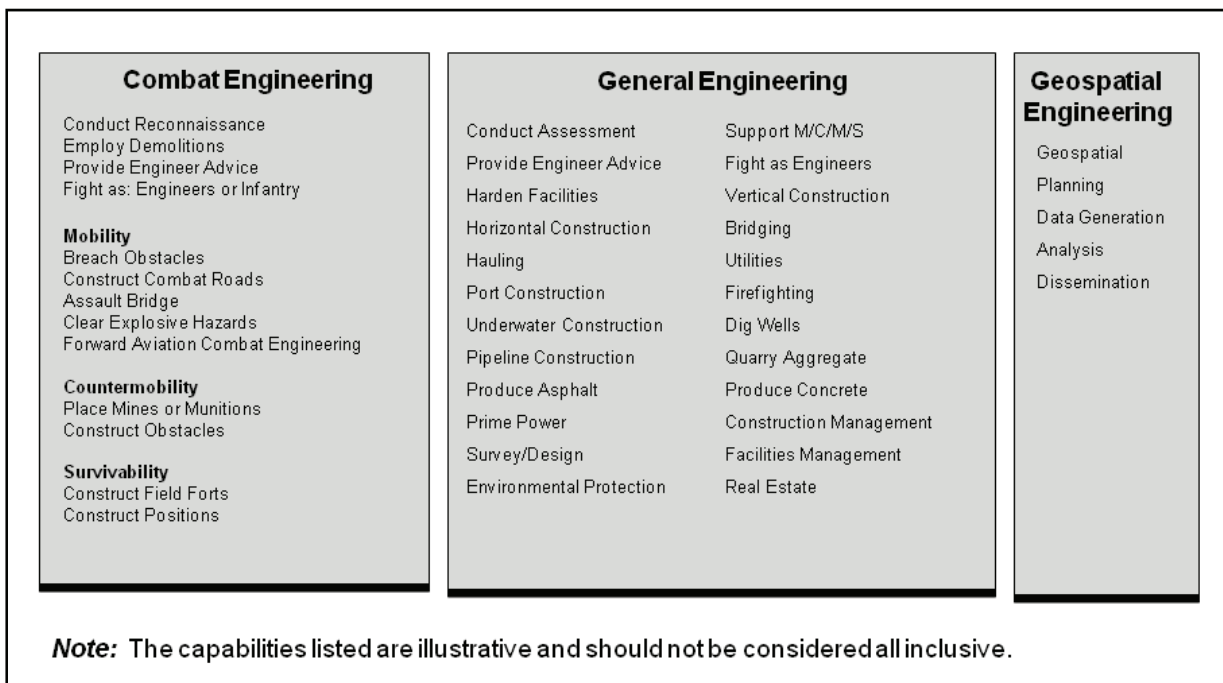 Combat Engineering
Conduct Reconnaissance
Employ Demolitions
Provide Engineer Advice
Fight as: Engineers or Infantry
Mobility
Breach Obstacles
Construct Combat Roads
Assault Bridge
Clear Explosive Hazards
Forward Aviation Combat Engineering
Countermobility
Place Mines or Munitions
Construct Obstacles
Survivability
Construct Field Forts
Construct Positions
General Engineering
Conduct Assessment
Provide Engineer Advice
Harden Facilities
Horizontal Construction
Hauling
Port Construction
Underwater Construction
Pipeline Construction
Produce Asphalt
Prime Power
Survey/Design
Environmental Protection
Support M/C/M/S
Fight as Engineers
Vertical Construction
Bridging
Utilities
Firefighting
Dig Wells
Quarry Aggregate
Produce Concrete
Construction Management
Facilities Management
Real Estate
Geospatial
Engineering
Geospatial
Planning
Data Generation
Analysis
Dissemination
Note: The capabilities listed are illustrative and should not be considered all inclusive.